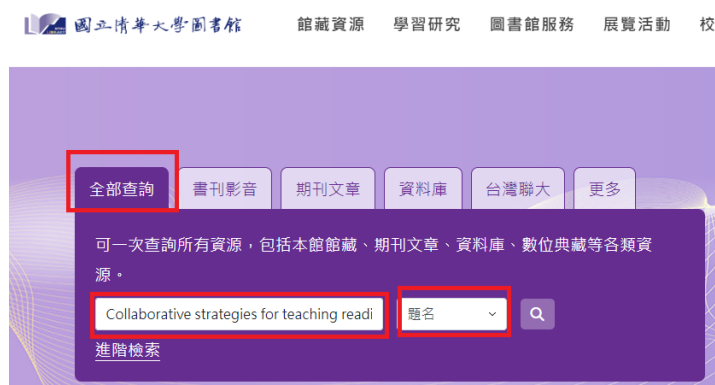 國立清華大學圖書館
館藏資源 學習研究 圖書館服務 展覽活動 校
全部查詢 書刊影音 期刊文章 資料庫 台灣聯大 更多
可一次查詢所有資源，包括本館館藏、期刊文章、資料庫、數位典藏等各類資
源。
Collaborative strategies for teaching readi 題名
進階檢索